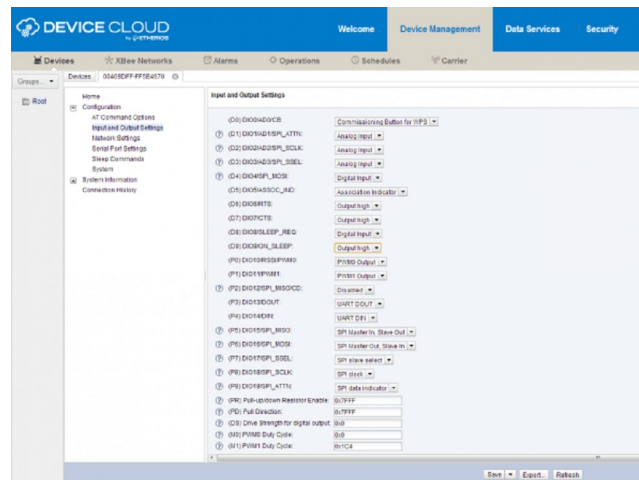 DEVICE CLOUD
by ETHERIOS
Welcome Device Management Data Services Security
Devices XBee Networks Alarms Operations Schedules Carrier
Groups... Devices 00409DFF-FF5E4670
Root
Home
Configuration
AT Command Options
Input and Output Settings
Network Settings
Serial Port Settings
Sleep Commands
System
System Information
Connection History
Input and Output Settings
(D0) DIO0/AD0/CB: Commissioning Button for WPS
(D1) DIO1/AD1/SPI_ATTN: Analog Input
(D2) DIO2/AD2/SPI_SCLK: Analog Input
(D3) DIO3/AD3/SPI_SSEL: Analog Input
(D4) DIO4/SPI_MOSI: Digital Input
(D5) DIO5/ASSOC_IND: Association Indicator
(D6) DIO6/RTS: Output high
(D7) DIO7/CTS: Output high
(D8) DIO8/SLEEP_REQ: Digital Input
(D9) DIO9/ON_SLEEP: Output high
(P0) DIO10/RSSI/PWM0: PWM0 Output
(P1) DIO11/PWM1: PWM1 Output
(P2) DIO12/SPI_MISO/CD: Disabled
(P3) DIO13/DOUT: UART DOUT
(P4) DIO14/DIN: UART DIN
(P5) DIO15/SPI_MISO: SPI Master In, Slave Out
(P6) DIO16/SPI_MOSI: SPI Master Out, Slave In
(P7) DIO17/SPI_SSEL: SPI slave select
(P8) DIO18/SPI_SCLK: SPI clock
(P9) DIO19/SPI_ATTN: SPI data indicator
(PR) Pull-up/down Resistor Enable: 0x7FFF
(PD) Pull Direction: 0x7FFF
(DS) Drive Strength for digital output: 0x0
(M0) PWM0 Duty Cycle: 0x0
(M1) PWM1 Duty Cycle: 0x1C4
Save Export... Refresh